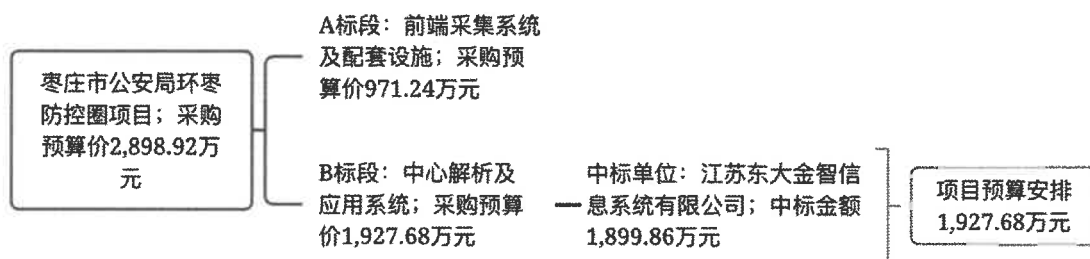 枣庄市公安局环枣
防控圈项目；采购
预算价2,898.92万
元
A标段：前端采集系统
及配套设施；采购预
算价971.24万元
B标段：中心解析及
应用系统；采购预算
价1,927.68万元
中标单位：江苏东大金智信
息系统有限公司；中标金额
1,899.86万元
项目预算安排
1,927.68万元